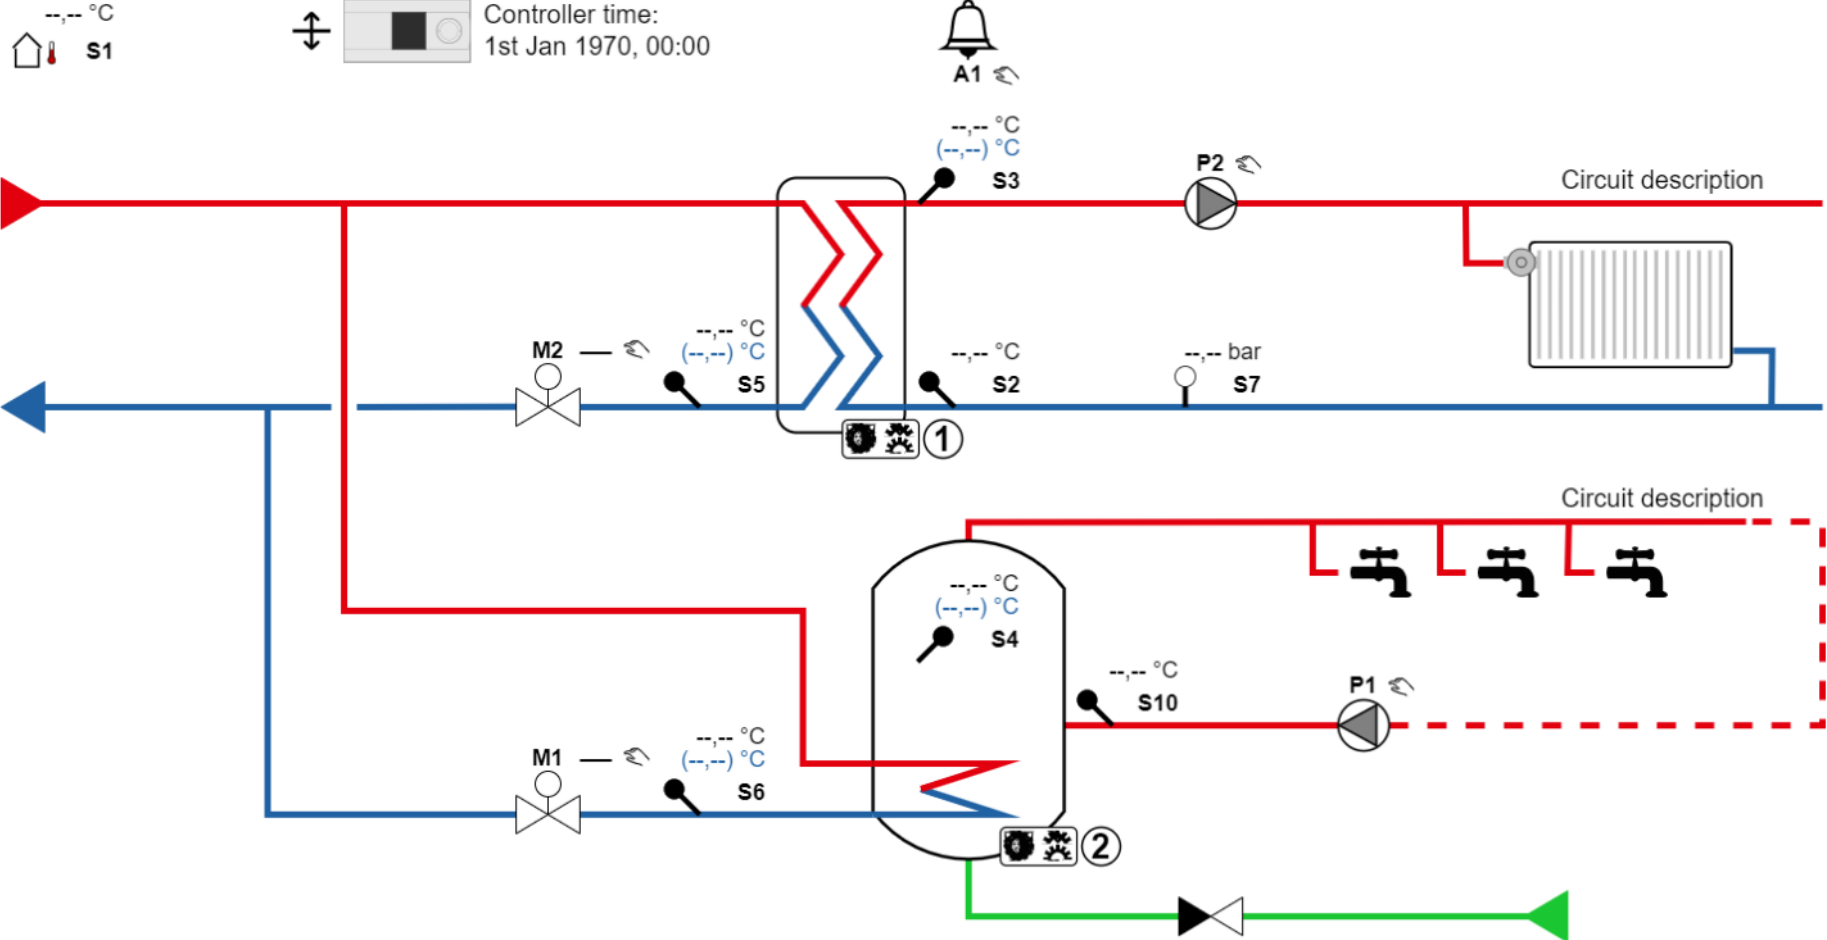 --,-- °C
S1
Controller time:
1st Jan 1970, 00:00
A1
--,-- °C
(--,--) °C
S3
P2
Circuit description
--,-- °C
(--,--) °C
S5
M2
--,-- °C
S2
--,-- bar
S7
1
Circuit description
--,-- °C
(--,--) °C
S4
--,-- °C
S10
P1
--,-- °C
(--,--) °C
S6
M1
2